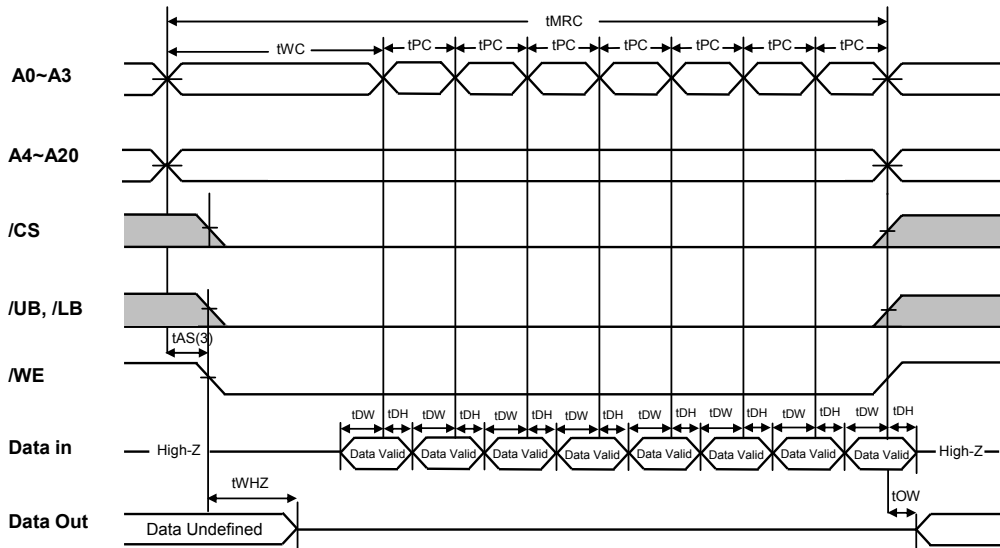 tMRC
tWC tPC tPC tPC tPC tPC tPC tPC
A0~A3
A4~A20
/CS
/UB, /LB
tAS(3)
/WE
tDW tDH tDW tDH tDW tDH tDW tDH tDW tDH tDW tDH tDW tDH tDW tDH
Data in High-Z Data Valid Data Valid Data Valid Data Valid Data Valid Data Valid Data Valid Data Valid High-Z
tWHZ tOW
Data Out Data Undefined